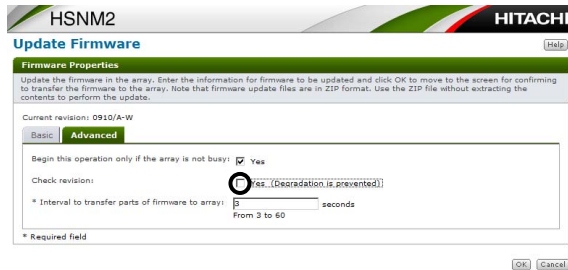 HSNM2
HITACHI
Update Firmware
Help
Firmware Properties
Update the firmware in the array. Enter the information for firmware to be updated and click OK to move to the screen for confirming
to transfer the firmware to the array. Note that firmware update files are in ZIP format. Use the ZIP file without extracting the
contents to perform the update.
Current revision: 0910/A-W
Basic Advanced
Begin this operation only if the array is not busy: Yes
Check revision: Yes (Degradation is prevented)
* Interval to transfer parts of firmware to array: 3 seconds
From 3 to 60
* Required field
OK Cancel